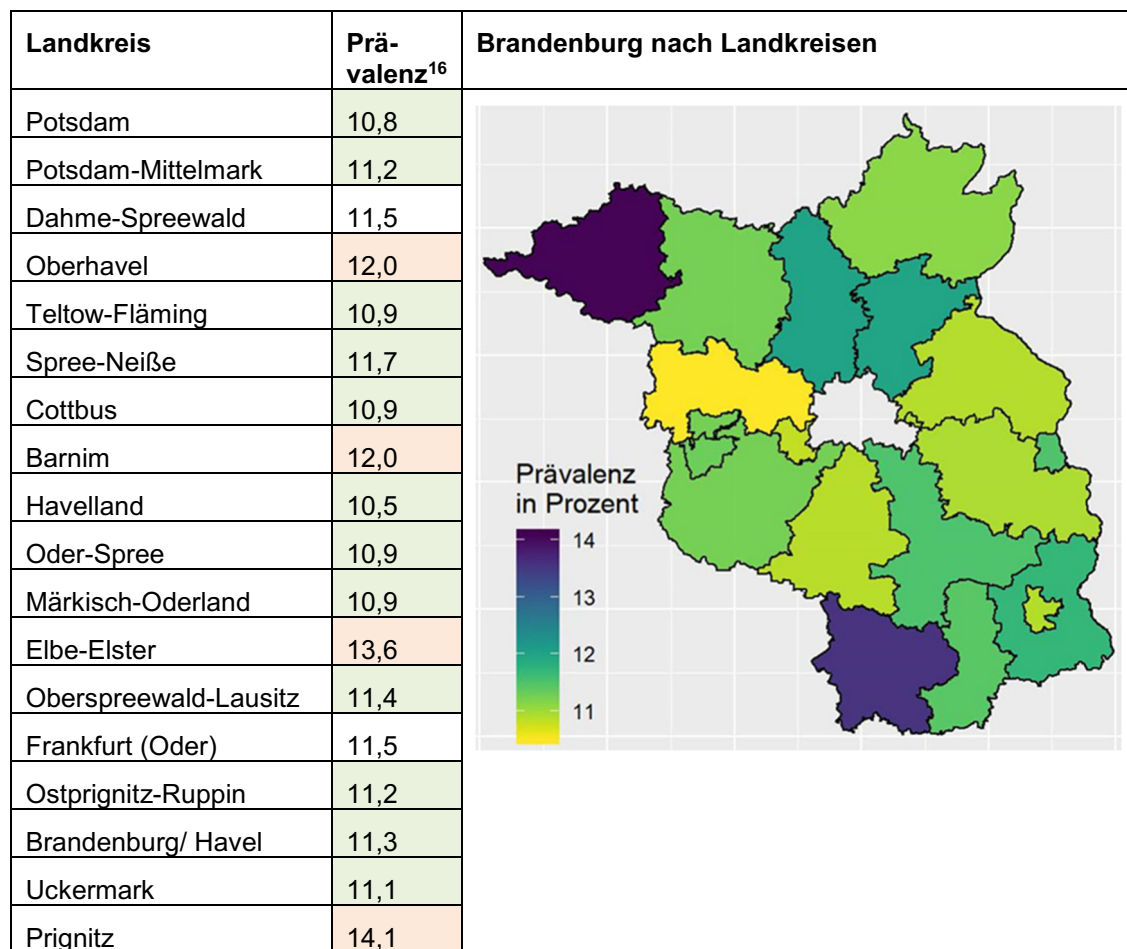 Landkreis
Prä-
valenz¹⁶
Brandenburg nach Landkreisen
Potsdam 10,8
Potsdam-Mittelmark 11,2
Dahme-Spreewald 11,5
Oberhavel 12,0
Teltow-Fläming 10,9
Spree-Neiße 11,7
Cottbus 10,9
Barnim 12,0
Havelland 10,5
Oder-Spree 10,9
Märkisch-Oderland 10,9
Elbe-Elster 13,6
Oberspreewald-Lausitz 11,4
Frankfurt (Oder) 11,5
Ostprignitz-Ruppin 11,2
Brandenburg/ Havel 11,3
Uckermark 11,1
Prignitz 14,1
Prävalenz
in Prozent
14
13
12
11